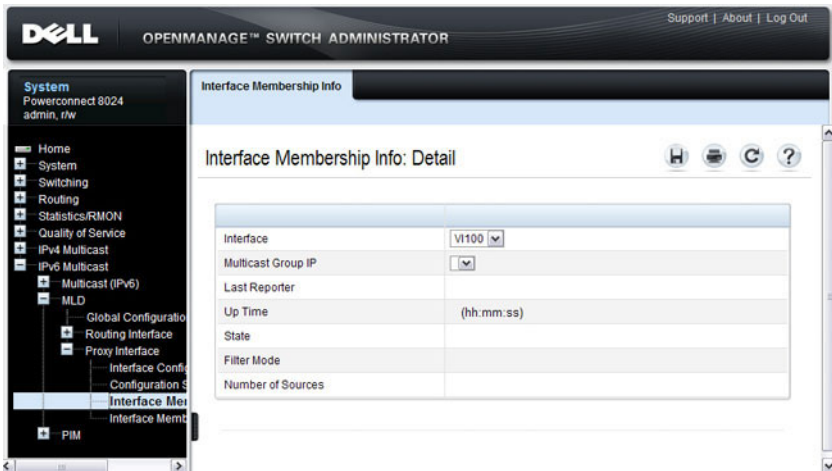 DELL
OPENMANAGE™ SWITCH ADMINISTRATOR
Support | About | Log Out
System
Powerconnect 8024
admin, r/w
Home
System
Switching
Routing
Statistics/RMON
Quality of Service
IPv4 Multicast
IPv6 Multicast
Multicast (IPv6)
MLD
Global Configuratio
Routing Interface
Proxy Interface
Interface Config
Configuration S
Interface Mem
Interface Memb
PIM
Interface Membership Info
Interface Membership Info: Detail
Interface
Vl100
Multicast Group IP
Last Reporter
Up Time
(hh:mm:ss)
State
Filter Mode
Number of Sources